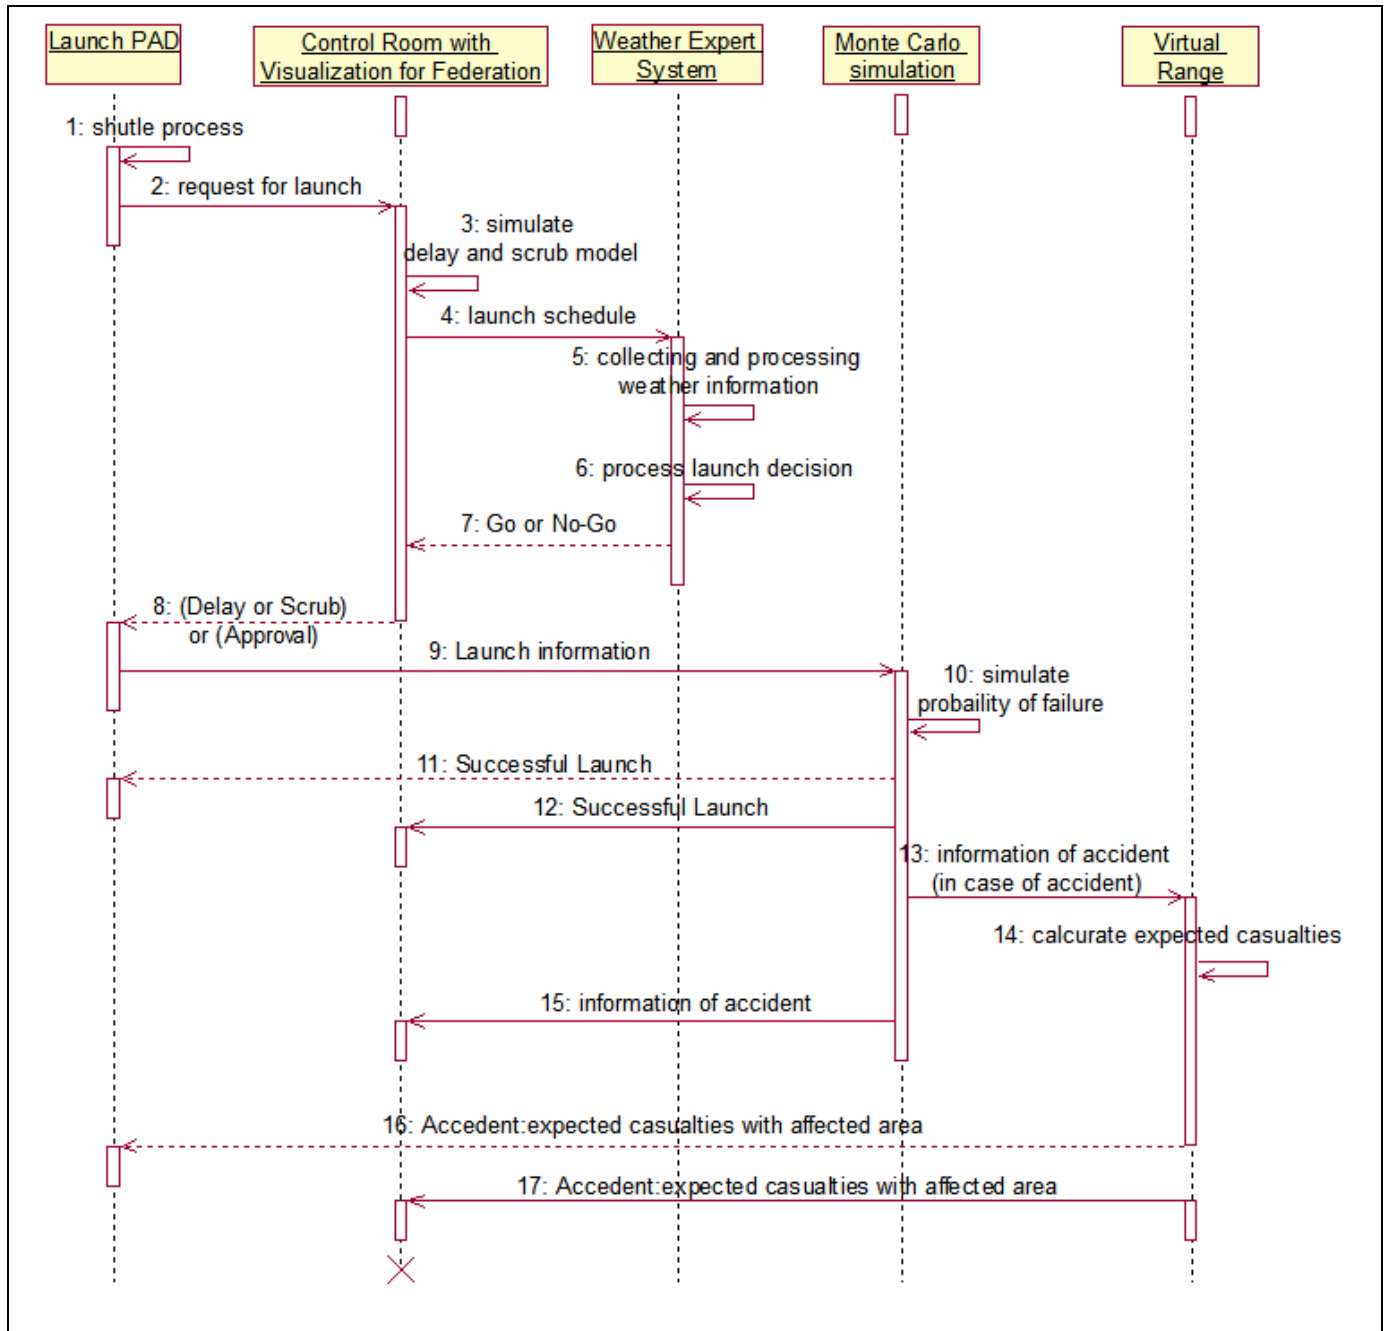 Launch PAD
Control Room with
Visualization for Federation
Weather Expert
System
Monte Carlo
simulation
Virtual
Range
1: shutle process
2: request for launch
3: simulate
delay and scrub model
4: launch schedule
5: collecting and processing
weather information
6: process launch decision
7: Go or No-Go
8: (Delay or Scrub)
or (Approval)
9: Launch information
10: simulate
probaility of failure
11: Successful Launch
12: Successful Launch
13: information of accident
(in case of accident)
14: calcurate expected casualties
15: information of accident
16: Accedent:expected casualties with affected area
17: Accedent:expected casualties with affected area